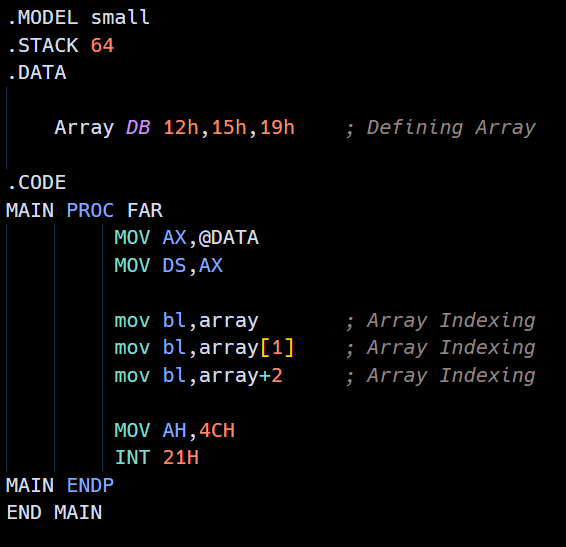 .MODEL small
.STACK 64
.DATA
Array DB 12h,15h,19h ; Defining Array
.CODE
MAIN PROC FAR
MOV AX,@DATA
MOV DS,AX
mov bl,array ; Array Indexing
mov bl,array[1] ; Array Indexing
mov bl,array+2 ; Array Indexing
MOV AH,4CH
INT 21H
MAIN ENDP
END MAIN